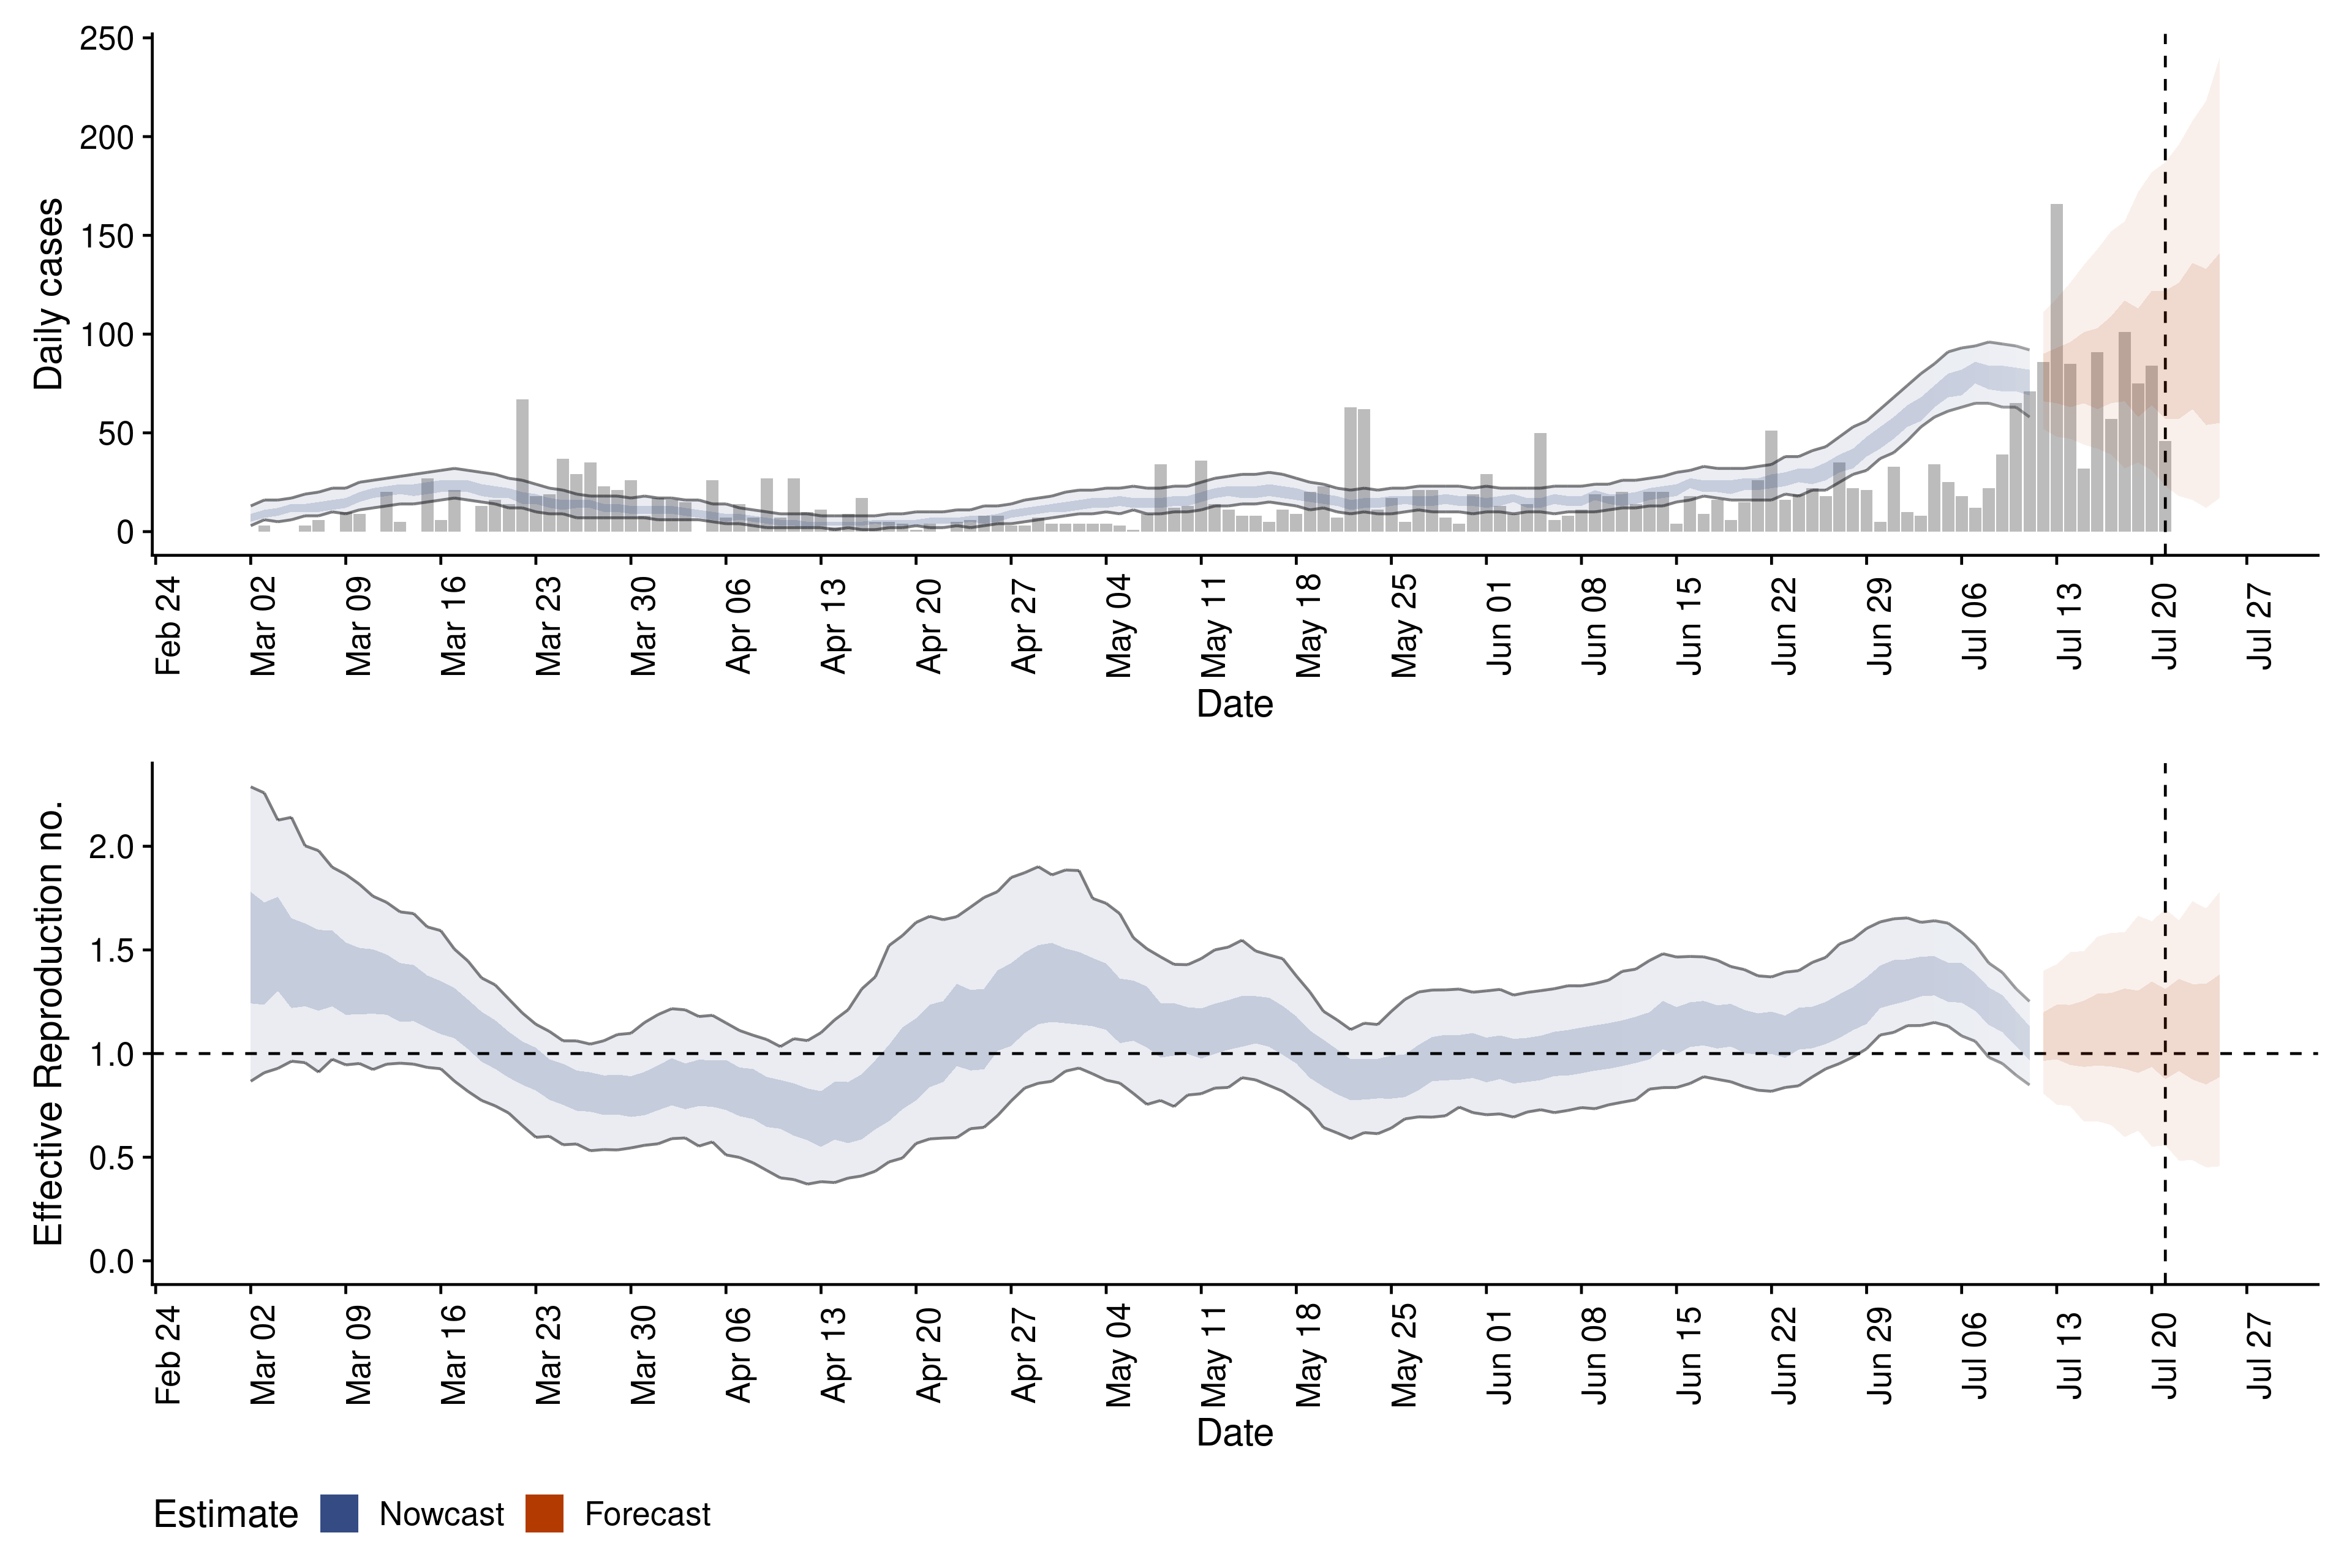 250
200
150
100
50
0
Daily cases
Feb 24
Mar 02
Mar 09
Mar 16
Mar 23
Mar 30
Apr 06
Apr 13
Apr 20
Apr 27
May 04
May 11
May 18
May 25
Jun 01
Jun 08
Jun 15
Jun 22
Jun 29
Jul 06
Jul 13
Jul 20
Jul 27
Date
2.0
1.5
1.0
0.5
0.0
Effective Reproduction no.
Feb 24
Mar 02
Mar 09
Mar 16
Mar 23
Mar 30
Apr 06
Apr 13
Apr 20
Apr 27
May 04
May 11
May 18
May 25
Jun 01
Jun 08
Jun 15
Jun 22
Jun 29
Jul 06
Jul 13
Jul 20
Jul 27
Date
Estimate Nowcast Forecast